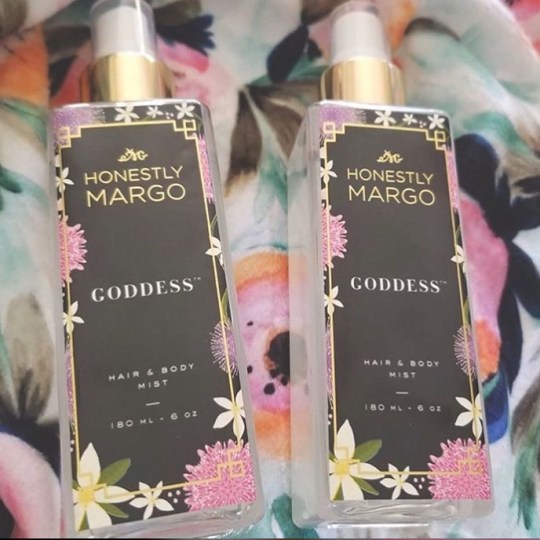 HONESTLY
MARGO
GODDESS™
HAIR & BODY
MIST
180 ML - 6 OZ
HONESTLY
MARGO
GODDESS™
HAIR & BODY
MIST
180 ML - 6 OZ